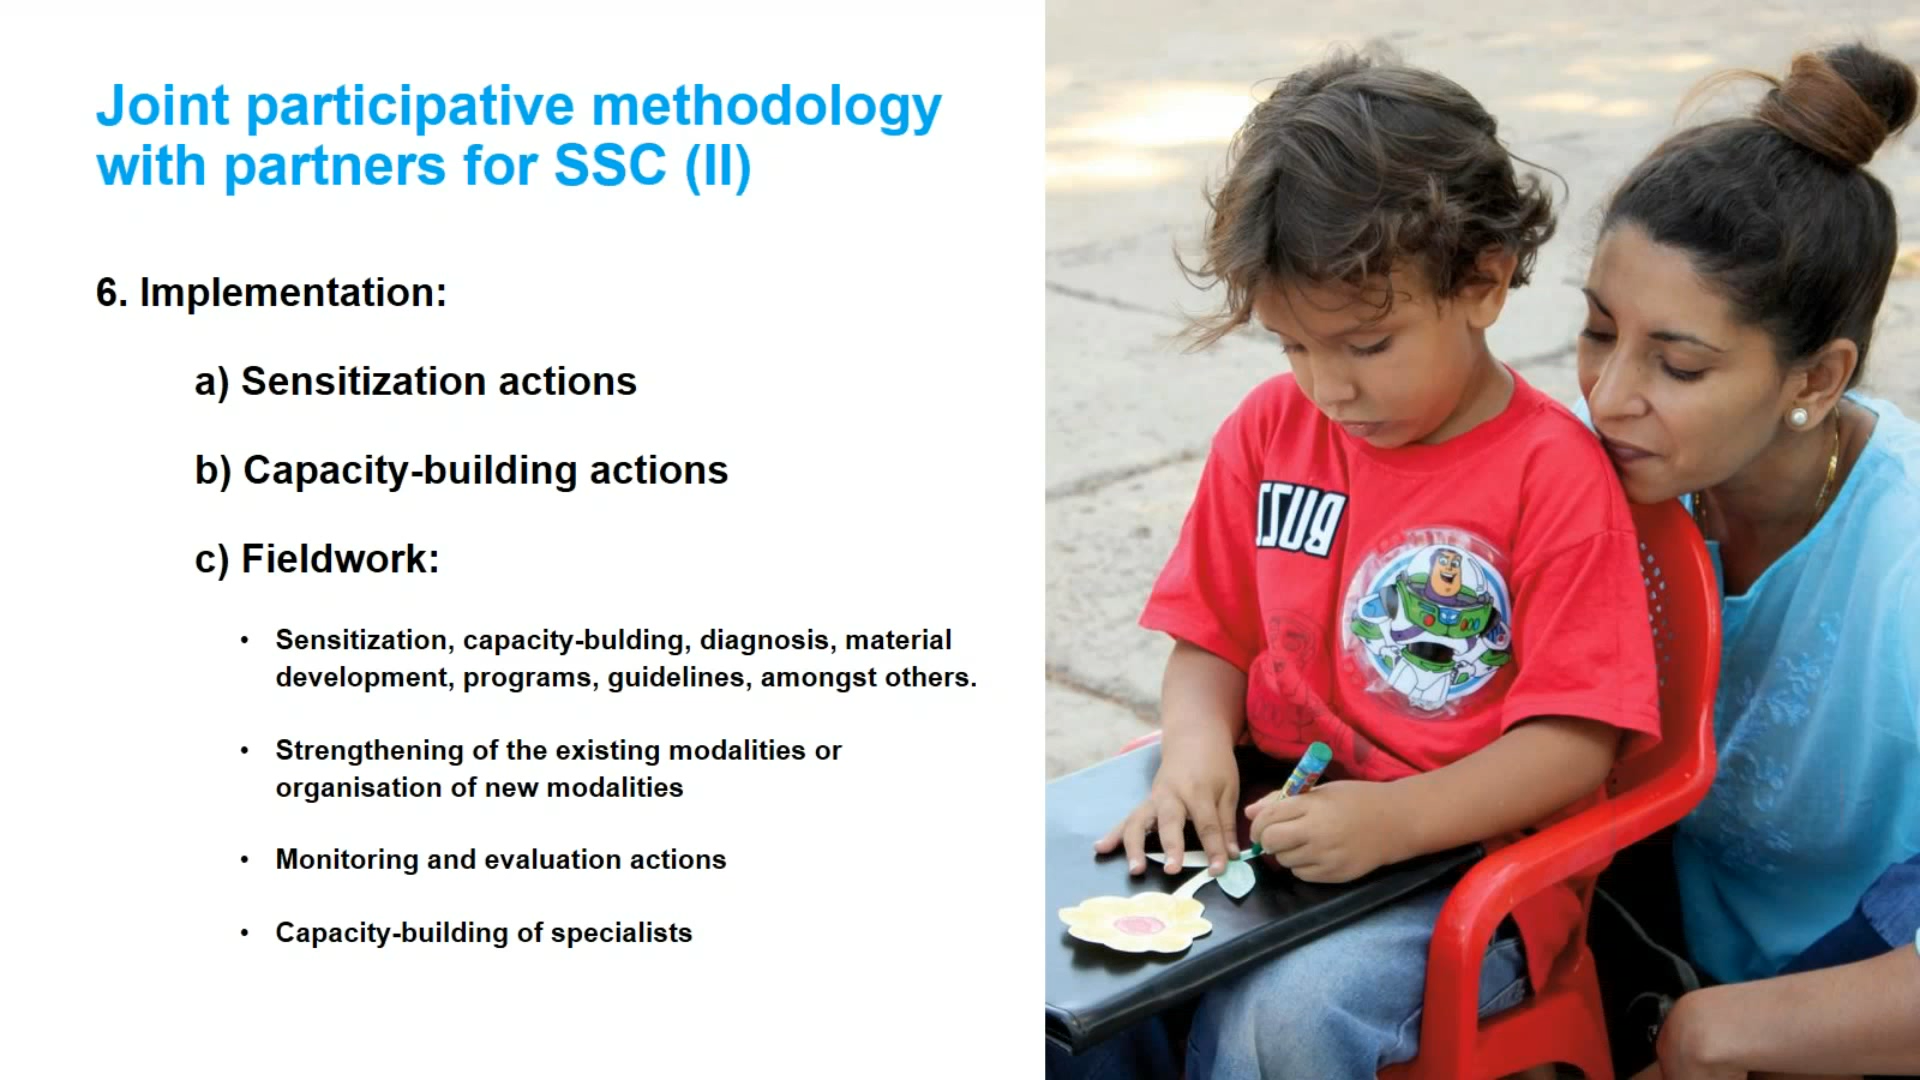 Joint participative methodology
with partners for SSC (II)
6. Implementation:
a) Sensitization actions
b) Capacity-building actions
c) Fieldwork:
• Sensitization, capacity-bulding, diagnosis, material
development, programs, guidelines, amongst others.
• Strengthening of the existing modalities or
organisation of new modalities
• Monitoring and evaluation actions
• Capacity-building of specialists